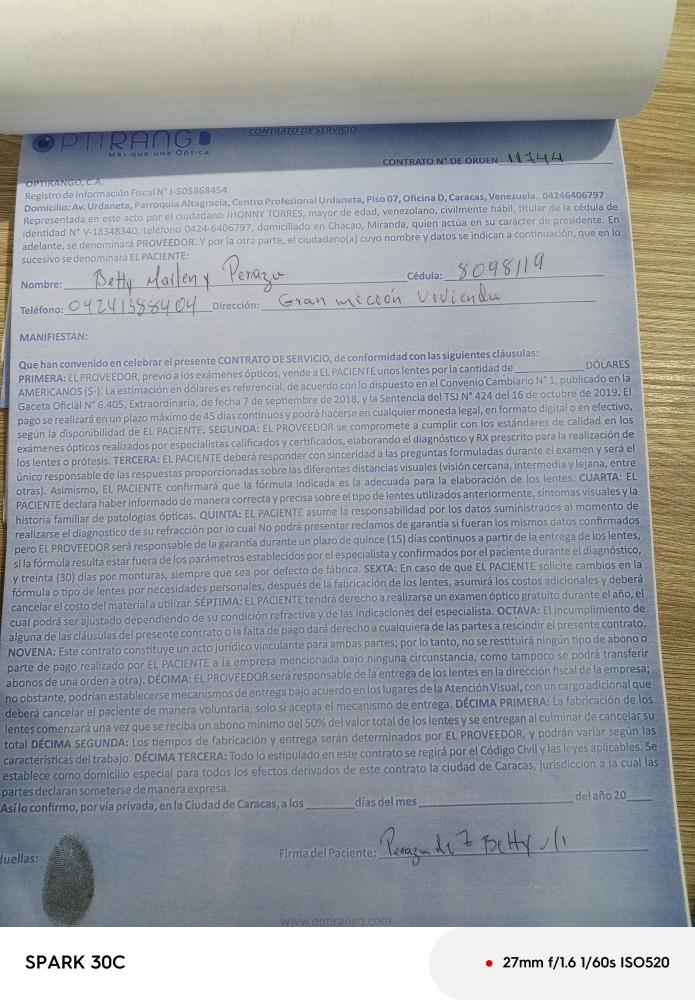 OPTIRANGO
Más que una Óptica
CONTRATO DE SERVICIO
CONTRATO N° DE ORDEN 11744
OPTIRANGO, C.A.
Registro de Información Fiscal N° J-505868454
Domicilio: Av. Urdaneta, Parroquia Altagracia, Centro Profesional Urdaneta, Piso 07, Oficina D, Caracas, Venezuela. 04246406797
Representada en este acto por el ciudadano JHONNY TORRES, mayor de edad, venezolano, civilmente hábil, titular de la cédula de
identidad N° V-18348340, teléfono 0424-6406797, domiciliado en Chacao, Miranda, quien actúa en su carácter de presidente. En
adelante, se denominará PROVEEDOR. Y por la otra parte, el ciudadano(a) cuyo nombre y datos se indican a continuación, que en lo
sucesivo se denominará EL PACIENTE:
Nombre: Betty Marleny Perazu Cédula: 8098119
Teléfono: 04241388404 Dirección: Gran mición Vivienda
MANIFIESTAN:
Que han convenido en celebrar el presente CONTRATO DE SERVICIO, de conformidad con las siguientes cláusulas:
PRIMERA: EL PROVEEDOR, previo a los exámenes ópticos, vende a EL PACIENTE unos lentes por la cantidad de DÓLARES
AMERICANOS ($-). La estimación en dólares es referencial, de acuerdo con lo dispuesto en el Convenio Cambiario N° 1, publicado en la
Gaceta Oficial N° 6.405, Extraordinaria, de fecha 7 de septiembre de 2018, y la Sentencia del TSJ N° 424 del 16 de octubre de 2019. El
pago se realizará en un plazo máximo de 45 días continuos y podrá hacerse en cualquier moneda legal, en formato digital o en efectivo,
según la disponibilidad de EL PACIENTE. SEGUNDA: EL PROVEEDOR se compromete a cumplir con los estándares de calidad en los
exámenes ópticos realizados por especialistas calificados y certificados, elaborando el diagnóstico y RX prescrito para la realización de
los lentes o prótesis. TERCERA: EL PACIENTE deberá responder con sinceridad a las preguntas formuladas durante el examen y será el
único responsable de las respuestas proporcionadas sobre las diferentes distancias visuales (visión cercana, intermedia y lejana, entre
otras). Asimismo, EL PACIENTE confirmará que la fórmula indicada es la adecuada para la elaboración de los lentes. CUARTA: EL
PACIENTE declara haber informado de manera correcta y precisa sobre el tipo de lentes utilizados anteriormente, síntomas visuales y la
historia familiar de patologías ópticas. QUINTA: EL PACIENTE asume la responsabilidad por los datos suministrados al momento de
realizarse el diagnostico de su refracción por lo cual No podrá presentar reclamos de garantía si fueran los mismos datos confirmados
pero EL PROVEEDOR será responsable de la garantía durante un plazo de quince (15) días continuos a partir de la entrega de los lentes,
si la fórmula resulta estar fuera de los parámetros establecidos por el especialista y confirmados por el paciente durante el diagnóstico,
y treinta (30) días por monturas, siempre que sea por defecto de fábrica. SEXTA: En caso de que EL PACIENTE solicite cambios en la
fórmula o tipo de lentes por necesidades personales, después de la fabricación de los lentes, asumirá los costos adicionales y deberá
cancelar el costo del material a utilizar. SÉPTIMA: EL PACIENTE tendrá derecho a realizarse un examen óptico gratuito durante el año, el
cual podrá ser ajustado dependiendo de su condición refractiva y de las indicaciones del especialista. OCTAVA: El incumplimiento de
alguna de las cláusulas del presente contrato o la falta de pago dará derecho a cualquiera de las partes a rescindir el presente contrato.
NOVENA: Este contrato constituye un acto jurídico vinculante para ambas partes; por lo tanto, no se restituirá ningún tipo de abono o
parte de pago realizado por EL PACIENTE a la empresa mencionada bajo ninguna circunstancia, como tampoco se podrá transferir
abonos de una orden a otra). DÉCIMA: EL PROVEEDOR será responsable de la entrega de los lentes en la dirección fiscal de la empresa;
no obstante, podrían establecerse mecanismos de entrega bajo acuerdo en los lugares de la Atención Visual, con un cargo adicional que
deberá cancelar el paciente de manera voluntaria, solo si acepta el mecanismo de entrega. DÉCIMA PRIMERA: La fabricación de los
lentes comenzará una vez que se reciba un abono mínimo del 50% del valor total de los lentes y se entregan al culminar de cancelar su
total DÉCIMA SEGUNDA: Los tiempos de fabricación y entrega serán determinados por EL PROVEEDOR, y podrán variar según las
características del trabajo. DÉCIMA TERCERA: Todo lo estipulado en este contrato se regirá por el Código Civil y las leyes aplicables. Se
establece como domicilio especial para todos los efectos derivados de este contrato la ciudad de Caracas, jurisdicción a la cual las
partes declaran someterse de manera expresa.
Así lo confirmo, por vía privada, en la Ciudad de Caracas, a los días del mes del año 20
Huellas:
Firma del Paciente: Perazu de Z Betty
www.optirango.com
SPARK 30C
27mm f/1.6 1/60s ISO520